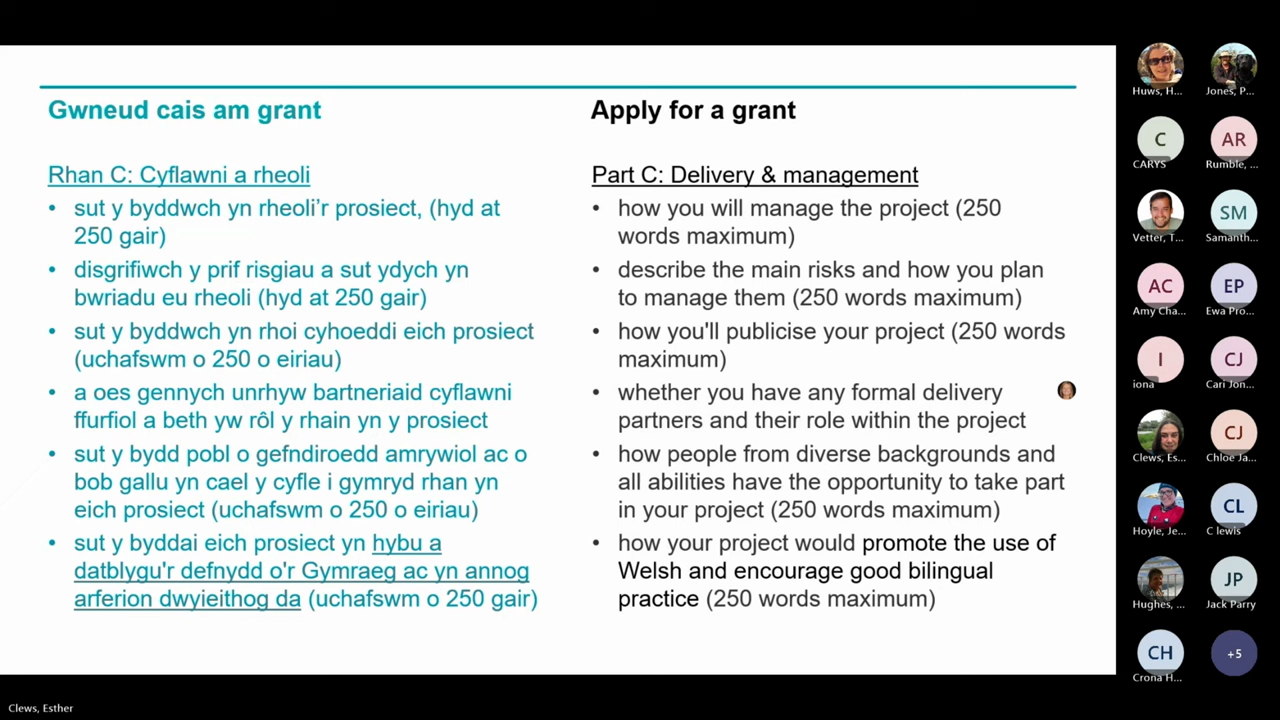 Gwneud cais am grant
Rhan C: Cyflawni a rheoli
• sut y byddwch yn rheoli’r prosiect, (hyd at
250 gair)
• disgrifiwch y prif risgiau a sut ydych yn
bwriadu eu rheoli (hyd at 250 gair)
• sut y byddwch yn rhoi cyhoeddi eich prosiect
(uchafswm o 250 o eiriau)
• a oes gennych unrhyw bartneriaid cyflawni
ffurfiol a beth yw rôl y rhain yn y prosiect
• sut y bydd pobl o gefndiroedd amrywiol ac o
bob gallu yn cael y cyfle i gymryd rhan yn
eich prosiect (uchafswm o 250 o eiriau)
• sut y byddai eich prosiect yn hybu a
datblygu'r defnydd o'r Gymraeg ac yn annog
arferion dwyieithog da (uchafswm o 250 gair)
Apply for a grant
Part C: Delivery & management
• how you will manage the project (250
words maximum)
• describe the main risks and how you plan
to manage them (250 words maximum)
• how you'll publicise your project (250 words
maximum)
• whether you have any formal delivery
partners and their role within the project
• how people from diverse backgrounds and
all abilities have the opportunity to take part
in your project (250 words maximum)
• how your project would promote the use of
Welsh and encourage good bilingual
practice (250 words maximum)
Huws, H...
Jones, P...
C
CARYS
AR
Rumble, ...
Vetter, T...
SM
Samanth...
AC
Amy Cha...
EP
Ewa Pro...
I
iona
CJ
Cari Jon...
Clews, Es...
CJ
Chloe Ja...
Hoyle, Je...
CL
C lewis
Hughes, ...
JP
Jack Parry
CH
Crona H...
+5
Clews, Esther